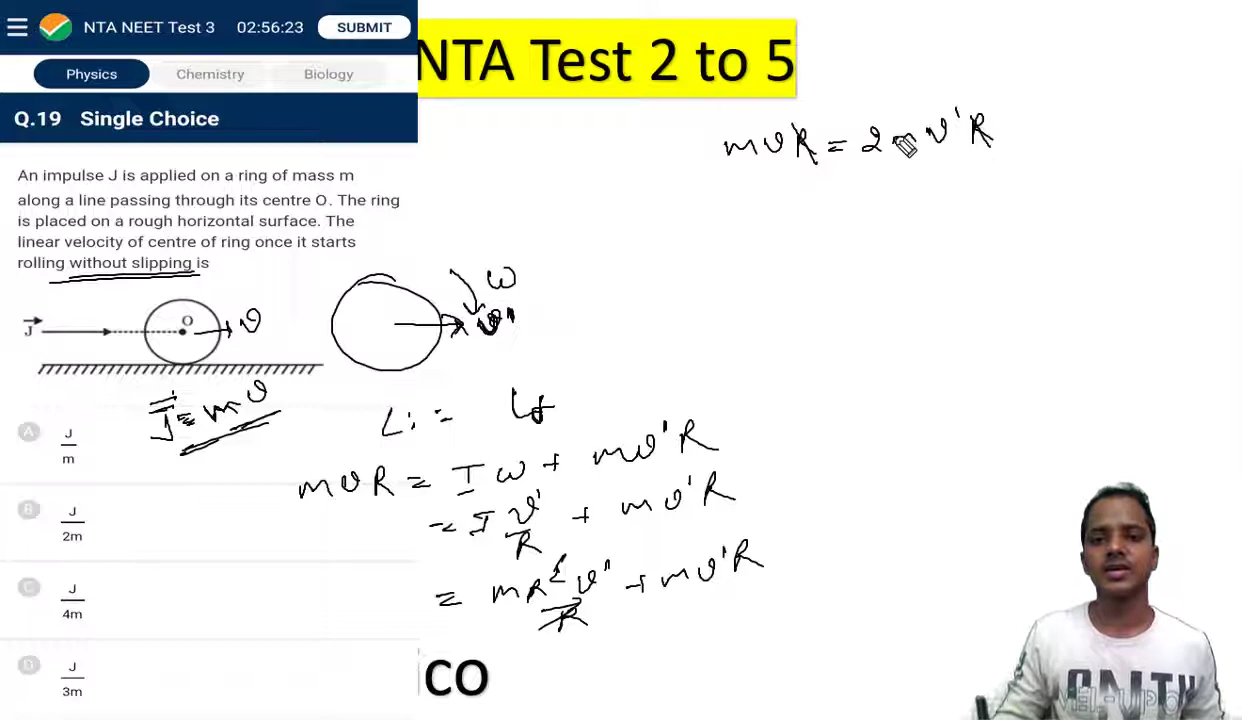 NTA NEET Test 3 02:56:23 SUBMIT
NTA Test 2 to 5
Physics Chemistry Biology
Q.19 Single Choice
An impulse J is applied on a ring of mass m
along a line passing through its centre O. The ring
is placed on a rough horizontal surface. The
linear velocity of centre of ring once it starts
rolling without slipping is
mvR = 2mv'R
ω
v'
J O v
J = mv
Li = Lf
mvR = Iω + mv'R
= I v'/R + mv'R
= mR² v'/R + mv'R
A J/m
B J/2m
C J/4m
D J/3m
co